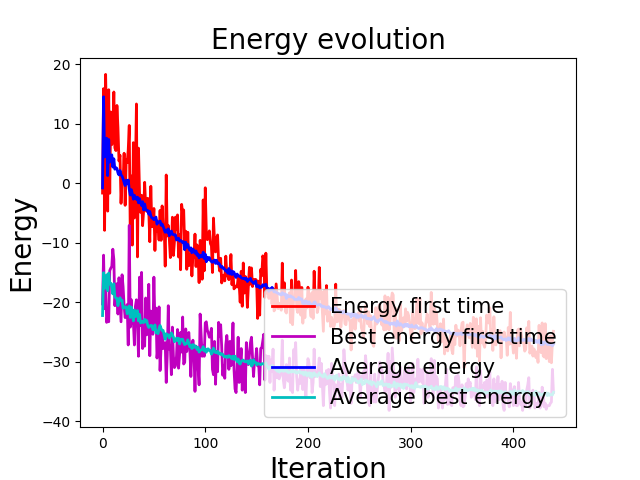 Energy evolution
20
10
0
−10
−20
−30
−40
Energy
Energy first time
Best energy first time
Average energy
Average best energy
0 100 200 300 400
Iteration